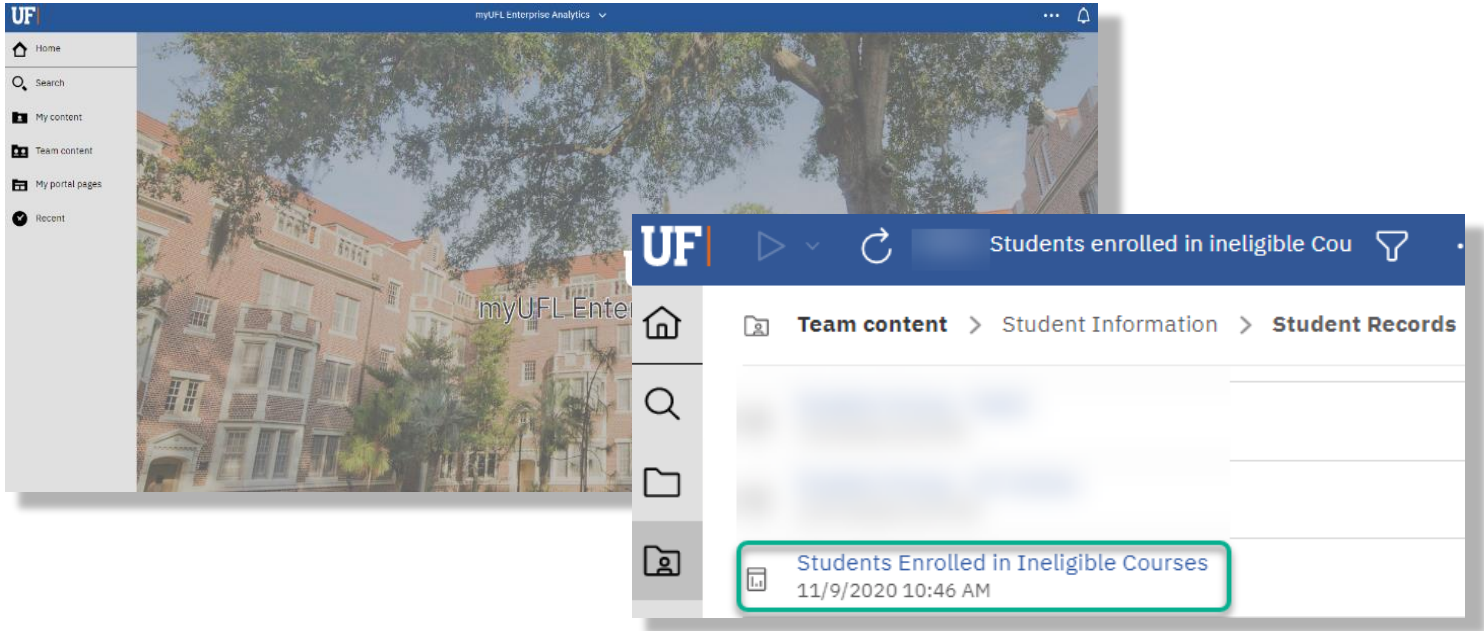 UF
myUFL Enterprise Analytics
Home
Search
My content
Team content
My portal pages
Recent
myUFL Enter
UF
Students enrolled in ineligible Cou
Team content > Student Information > Student Records
Students Enrolled in Ineligible Courses
11/9/2020 10:46 AM